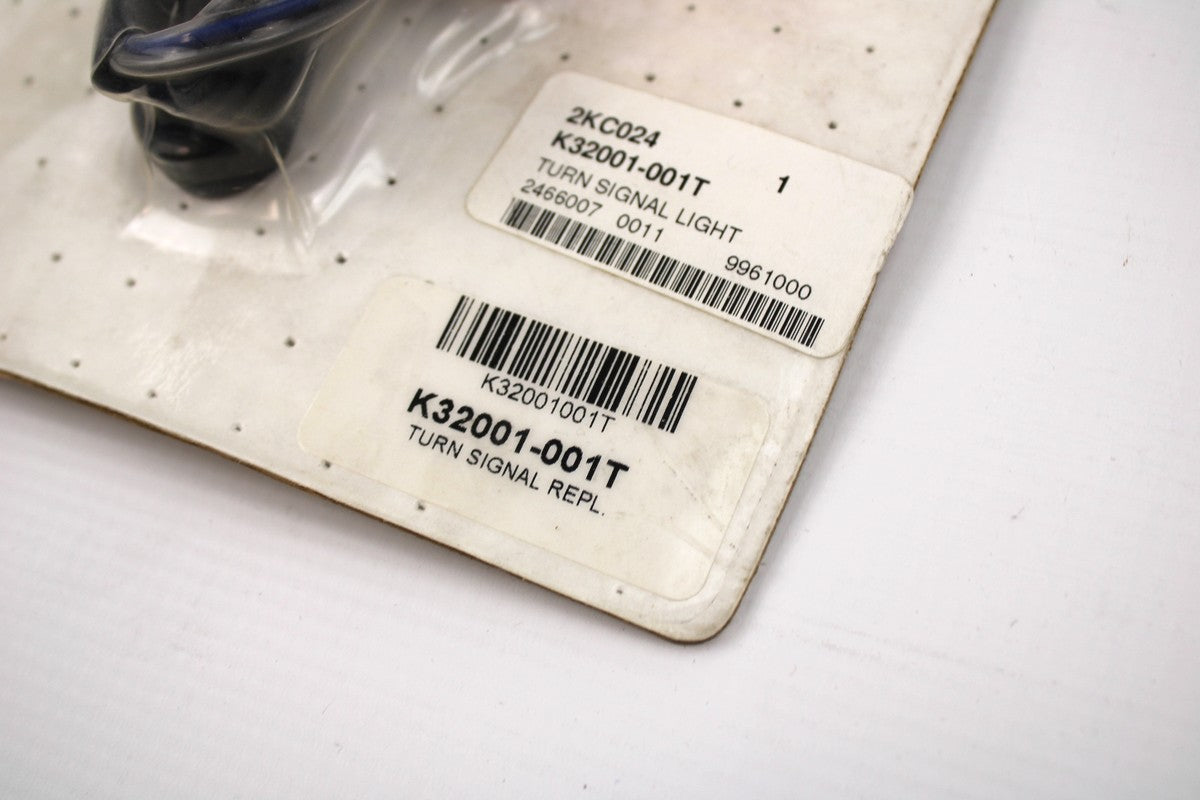 2KC024
K32001-001T 1
TURN SIGNAL LIGHT
2466007 0011
9961000
K32001001T
K32001-001T
TURN SIGNAL REPL.